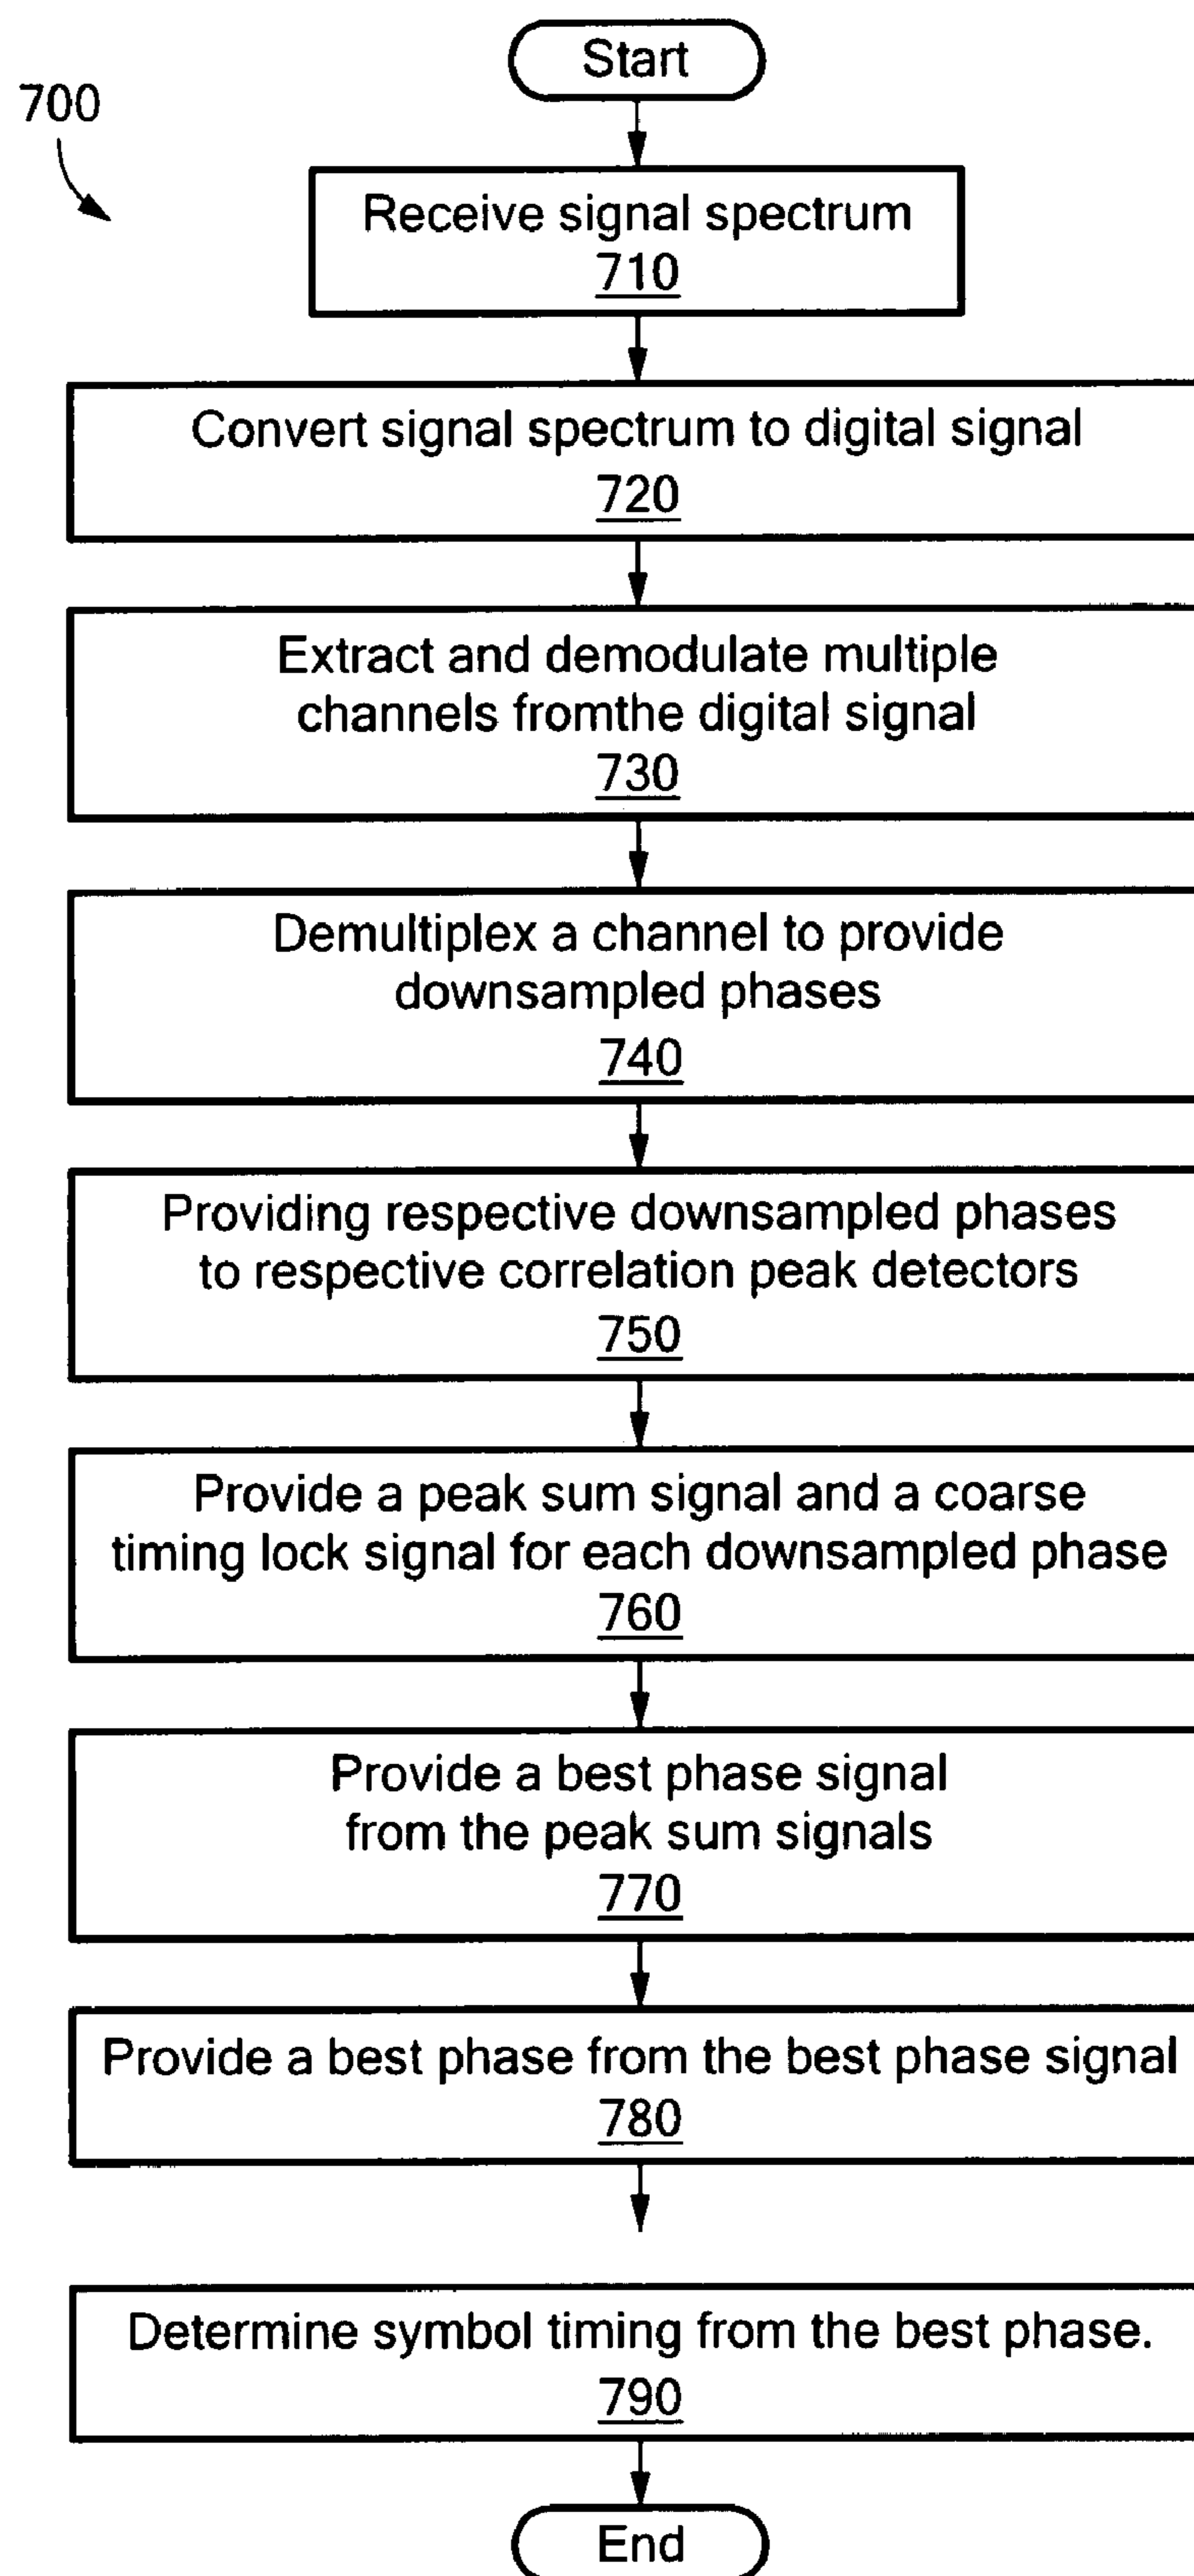 Start
700
Receive signal spectrum
710
Convert signal spectrum to digital signal
720
Extract and demodulate multiple
channels fromthe digital signal
730
Demultiplex a channel to provide
downsampled phases
740
Providing respective downsampled phases
to respective correlation peak detectors
750
Provide a peak sum signal and a coarse
timing lock signal for each downsampled phase
760
Provide a best phase signal
from the peak sum signals
770
Provide a best phase from the best phase signal
780
Determine symbol timing from the best phase.
790
End